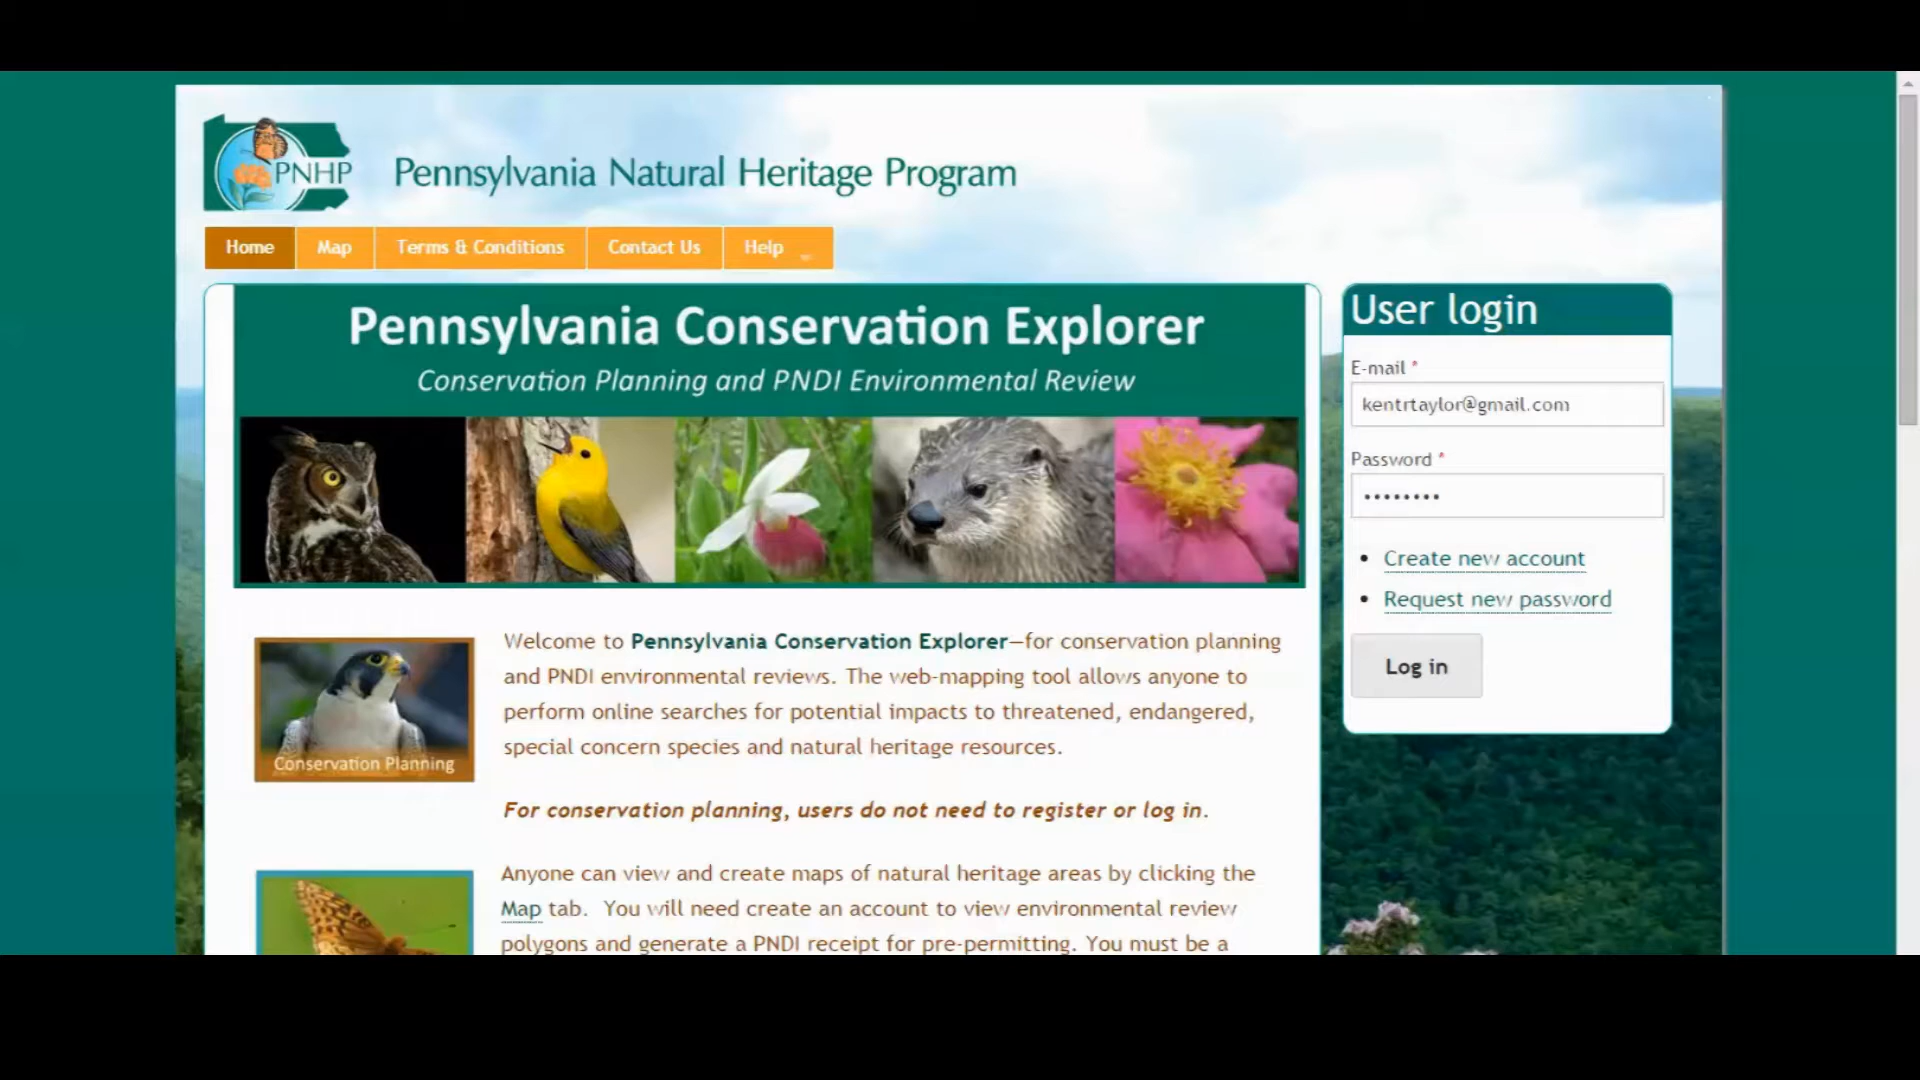 PNHP
Pennsylvania Natural Heritage Program
Home Map Terms & Conditions Contact Us Help
Pennsylvania Conservation Explorer
Conservation Planning and PNDI Environmental Review
Conservation Planning
Welcome to Pennsylvania Conservation Explorer—for conservation planning
and PNDI environmental reviews. The web-mapping tool allows anyone to
perform online searches for potential impacts to threatened, endangered,
special concern species and natural heritage resources.
For conservation planning, users do not need to register or log in.
Anyone can view and create maps of natural heritage areas by clicking the
Map tab. You will need create an account to view environmental review
polygons and generate a PNDI receipt for pre-permitting. You must be a
User login
E-mail *
kentrtaylor@gmail.com
Password *
••••••••
• Create new account
• Request new password
Log in